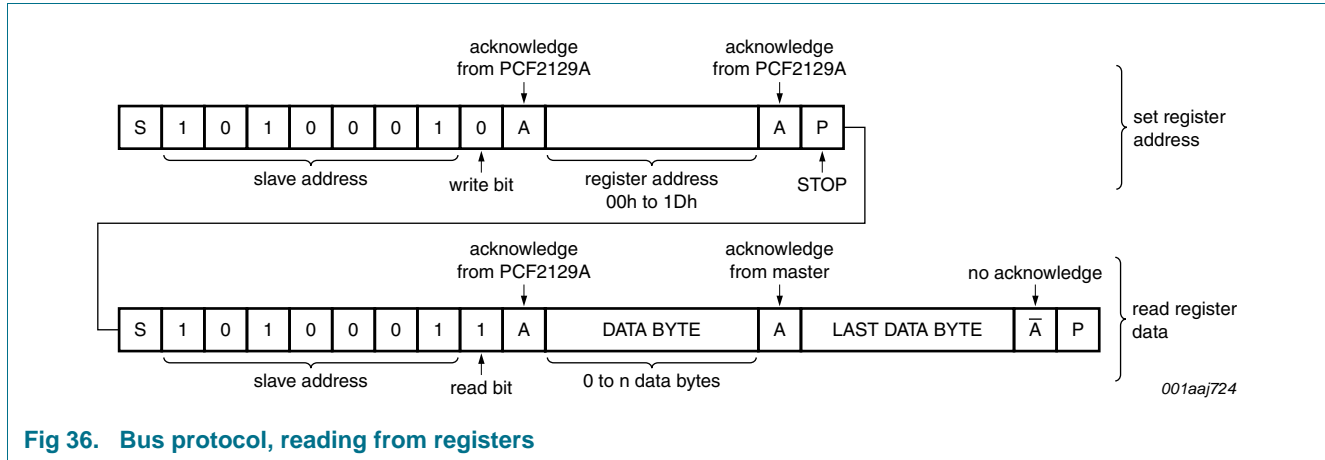 acknowledge
from PCF2129A
acknowledge
from PCF2129A
S 1 0 1 0 0 0 1 0 A A P
set register
address
slave address
write bit
register address
00h to 1Dh
STOP
acknowledge
from PCF2129A
acknowledge
from master
no acknowledge
S 1 0 1 0 0 0 1 1 A DATA BYTE A LAST DATA BYTE A̅ P
read register
data
slave address
read bit
0 to n data bytes
001aaj724
Fig 36. Bus protocol, reading from registers